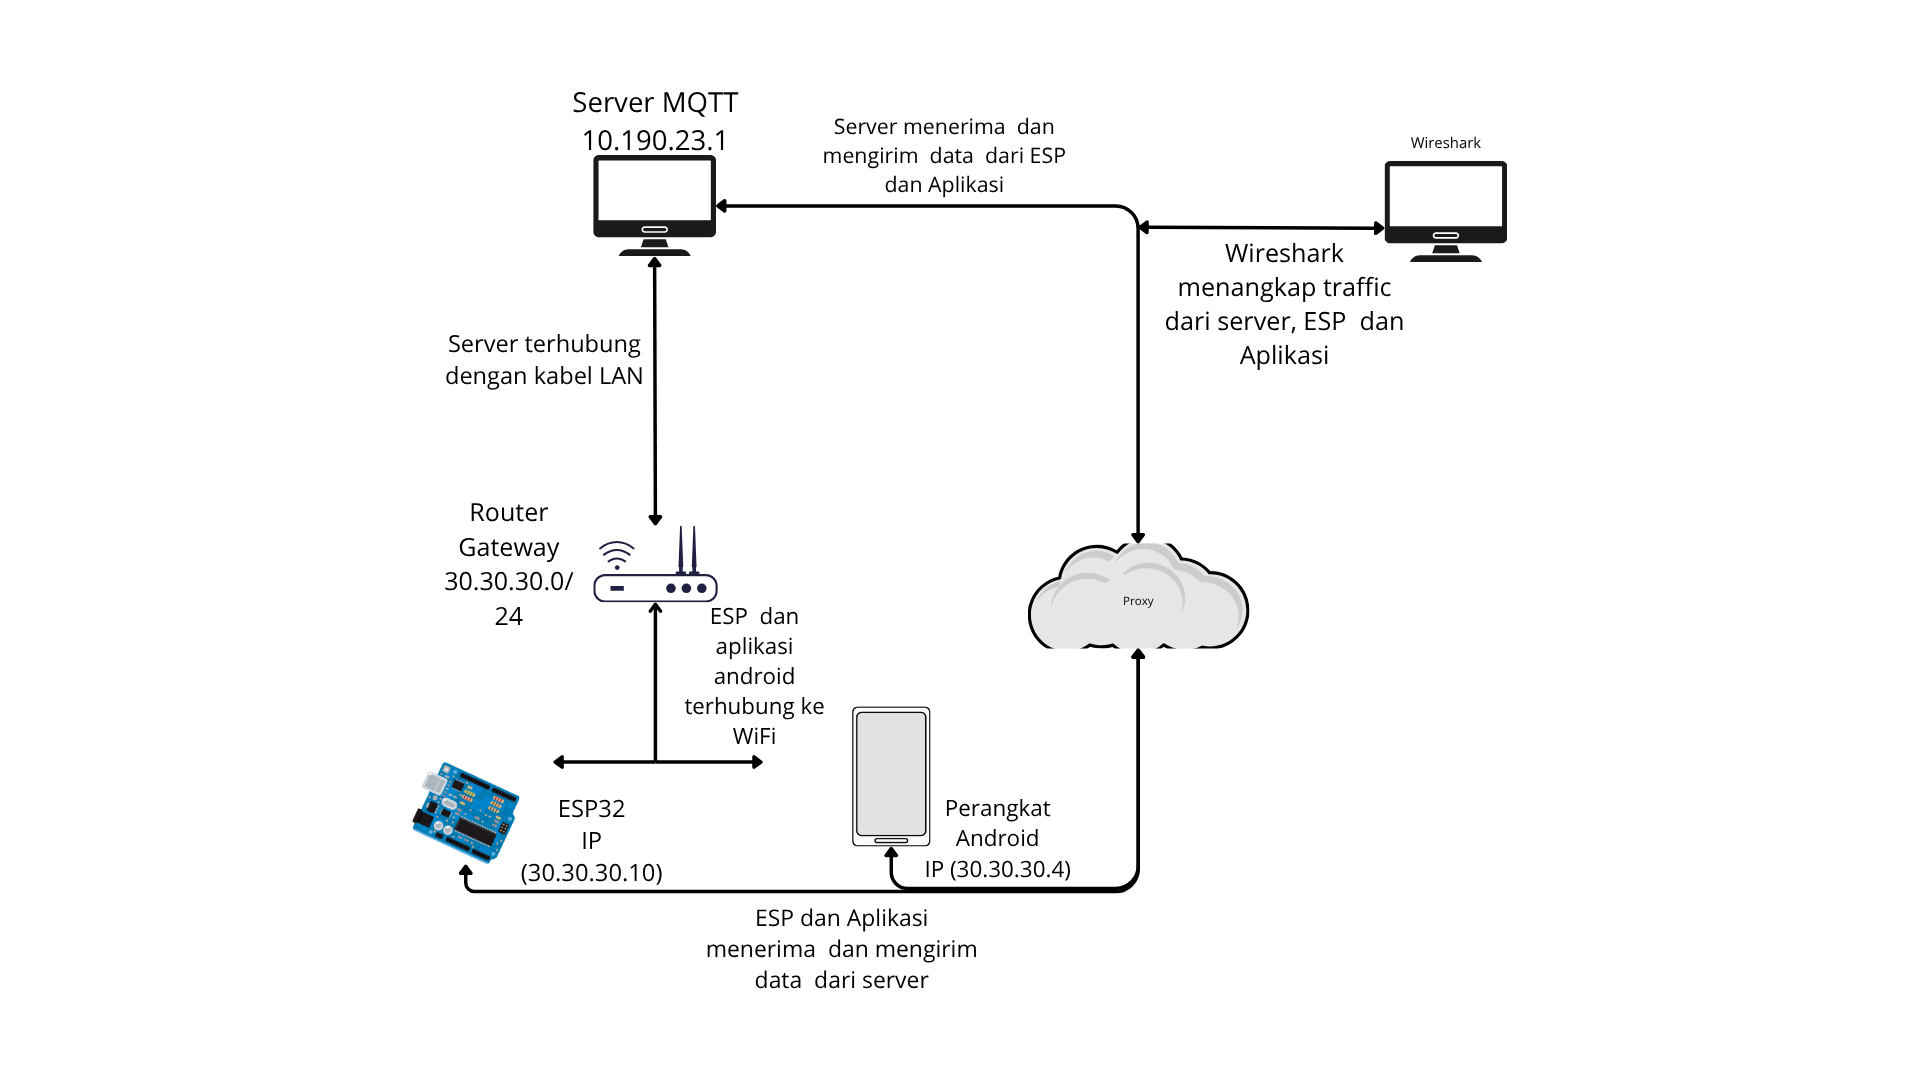 Server MQTT
10.190.23.1
Server menerima  dan
mengirim  data  dari ESP
dan Aplikasi
Wireshark
Wireshark
menangkap traffic
dari server, ESP  dan
Aplikasi
Server terhubung
dengan kabel LAN
Router
Gateway
30.30.30.0/
24
ESP  dan
aplikasi
android
terhubung ke
WiFi
Proxy
ESP32
IP
(30.30.30.10)
Perangkat
Android
IP (30.30.30.4)
ESP dan Aplikasi
menerima  dan mengirim
data  dari server